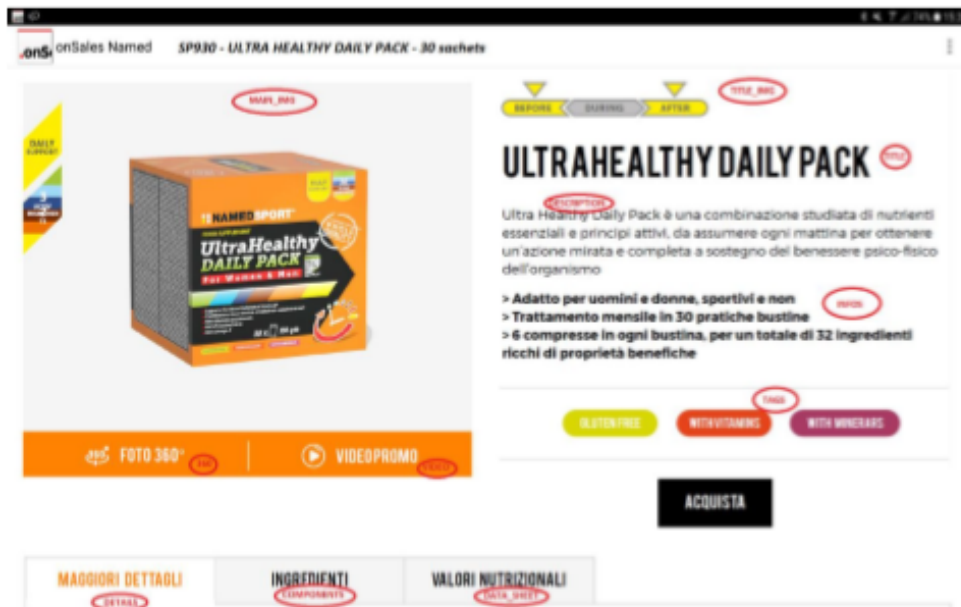 onSales Named SP930 - ULTRA HEALTHY DAILY PACK - 30 sachets
MAIN_IMG
TITLE_IMG
BEFORE DURING AFTER
DAILY
SUPPORT
ULTRAHEALTHY DAILY PACK TITLE
DESCRIPTION
Ultra Healthy Daily Pack è una combinazione studiata di nutrienti
essenziali e principi attivi, da assumere ogni mattina per ottenere
un'azione mirata e completa a sostegno del benessere psico-fisico
dell'organismo
> Adatto per uomini e donne, sportivi e non
INFOS
> Trattamento mensile in 30 pratiche bustine
> 6 compresse in ogni bustina, per un totale di 32 ingredienti
ricchi di proprietà benefiche
NAMEDSPORT
UltraHealthy
DAILY PACK
For Women & Men
TAGS
GLUTEN FREE WITH VITAMINS WITH MINERARS
FOTO 360° 360 VIDEOPROMO VIDEO
ACQUISTA
MAGGIORI DETTAGLI INGREDIENTI VALORI NUTRIZIONALI
DETAILS COMPONENTS DATA_SHEET